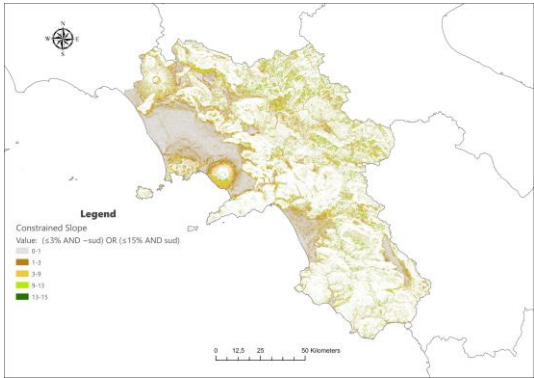 N
W E
S
Legend
Constrained Slope
Value: (≤3% AND ~sud) OR (≤15% AND sud)
0-1
1-3
3-9
9-13
13-15
0 12,5 25 50 Kilometers